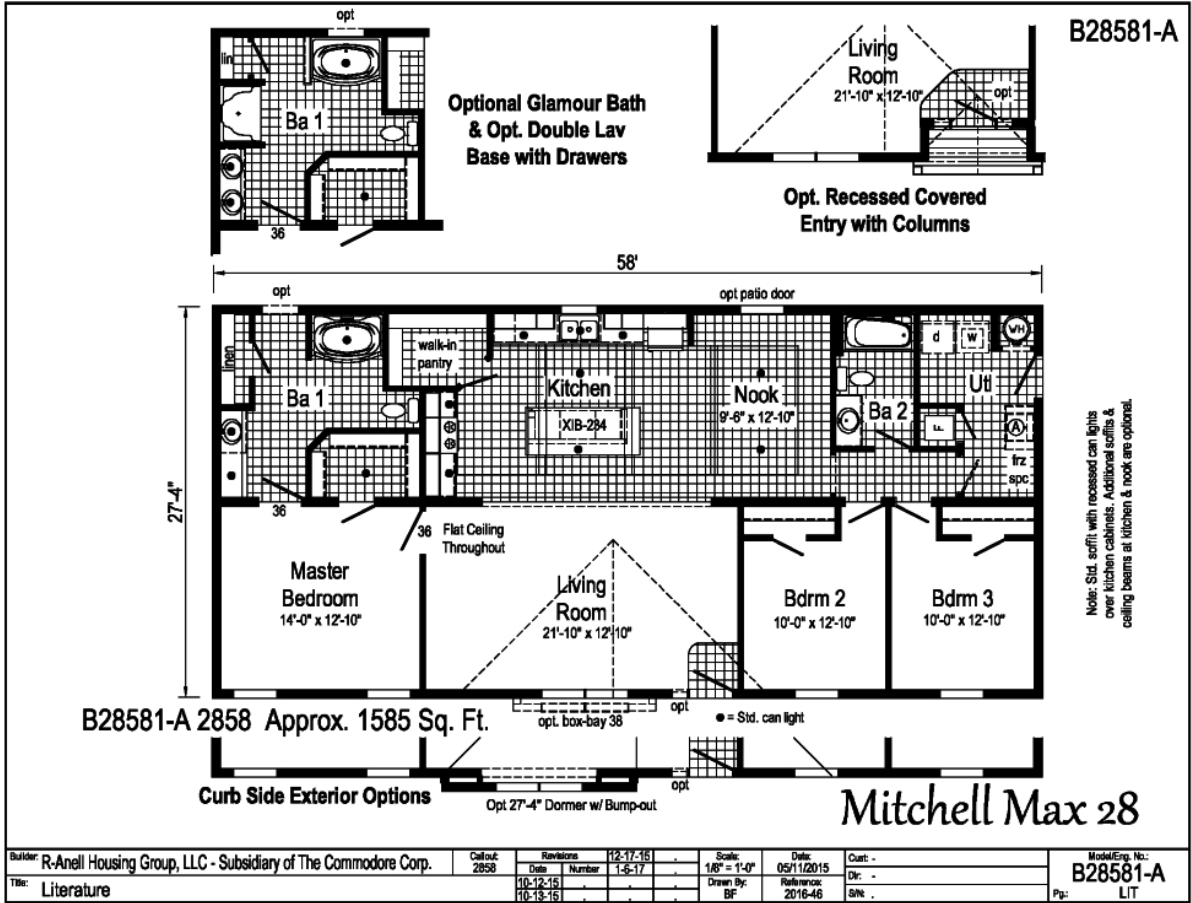 opt
B28581-A
lin
Ba 1
36
Optional Glamour Bath
& Opt. Double Lav
Base with Drawers
Living
Room
21'-10" x 12'-10"
opt
Opt. Recessed Covered
Entry with Columns
58'
27'-4"
opt
opt patio door
linen
Ba 1
walk-in
pantry
Kitchen
XIB-284
Nook
9'-6" x 12'-10"
Ba 2
d
w
WH
Utl
F
A
frz
spc
36
36
Flat Ceiling
Throughout
Master
Bedroom
14'-0" x 12'-10"
Living
Room
21'-10" x 12'-10"
Bdrm 2
10'-0" x 12'-10"
Bdrm 3
10'-0" x 12'-10"
Note: Std. soffit with recessed can lights
over kitchen cabinets. Additional soffits &
ceiling beams at kitchen & nook are optional.
B28581-A 2858 Approx. 1585 Sq. Ft.
opt. box-bay 38
opt
= Std. can light
Curb Side Exterior Options
Opt 27'-4" Dormer w/ Bump-out
opt
Mitchell Max 28
Builder: R-Anell Housing Group, LLC - Subsidiary of The Commodore Corp.
Title: Literature
Callout:
2858
Revisions
Date Number
10-12-15
10-13-15
12-17-15
1-6-17
Scale:
1/8" = 1'-0"
Drawn By:
BF
Date:
05/11/2015
Reference:
2016-46
Cust: -
Dir: -
S/N: .
Model/Eng. No.:
B28581-A
Pg.: LIT